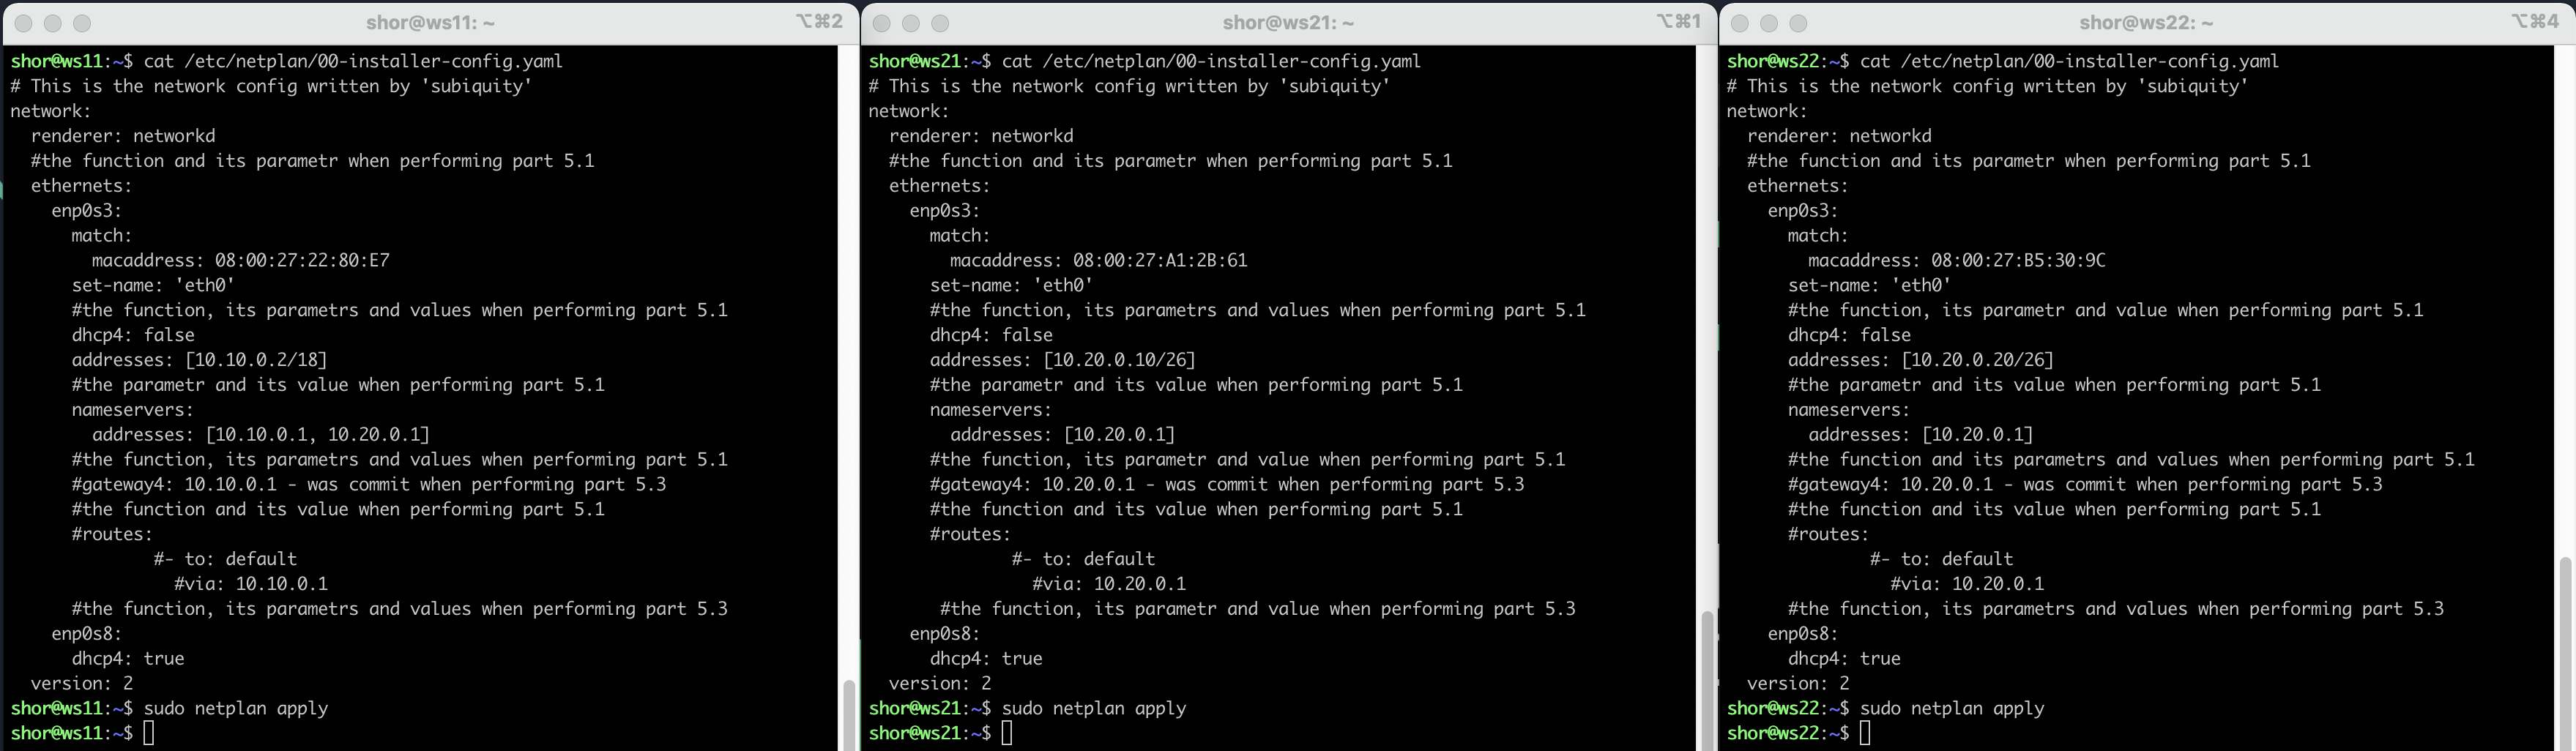 shor@ws11: ~ ⌥⌘2
shor@ws11:~$ cat /etc/netplan/00-installer-config.yaml
# This is the network config written by 'subiquity'
network:
  renderer: networkd
  #the function and its parametr when performing part 5.1
  ethernets:
    enp0s3:
      match:
        macaddress: 08:00:27:22:80:E7
      set-name: 'eth0'
      #the function, its parametrs and values when performing part 5.1
      dhcp4: false
      addresses: [10.10.0.2/18]
      #the parametr and its value when performing part 5.1
      nameservers:
        addresses: [10.10.0.1, 10.20.0.1]
      #the function, its parametrs and values when performing part 5.1
      #gateway4: 10.10.0.1 - was commit when performing part 5.3
      #the function and its value when performing part 5.1
      #routes:
              #- to: default
                #via: 10.10.0.1
      #the function, its parametrs and values when performing part 5.3
    enp0s8:
      dhcp4: true
  version: 2
shor@ws11:~$ sudo netplan apply
shor@ws11:~$
shor@ws21: ~ ⌥⌘1
shor@ws21:~$ cat /etc/netplan/00-installer-config.yaml
# This is the network config written by 'subiquity'
network:
  renderer: networkd
  #the function and its parametr when performing part 5.1
  ethernets:
    enp0s3:
      match:
        macaddress: 08:00:27:A1:2B:61
      set-name: 'eth0'
      #the function, its parametrs and values when performing part 5.1
      dhcp4: false
      addresses: [10.20.0.10/26]
      #the parametr and its value when performing part 5.1
      nameservers:
        addresses: [10.20.0.1]
      #the function, its parametr and value when performing part 5.1
      #gateway4: 10.20.0.1 - was commit when performing part 5.3
      #the function and its value when performing part 5.1
      #routes:
              #- to: default
                #via: 10.20.0.1
       #the function, its parametr and value when performing part 5.3
    enp0s8:
      dhcp4: true
  version: 2
shor@ws21:~$ sudo netplan apply
shor@ws21:~$
shor@ws22: ~ ⌥⌘4
shor@ws22:~$ cat /etc/netplan/00-installer-config.yaml
# This is the network config written by 'subiquity'
network:
  renderer: networkd
  #the function and its parametr when performing part 5.1
  ethernets:
    enp0s3:
      match:
        macaddress: 08:00:27:B5:30:9C
      set-name: 'eth0'
      #the function, its parametr and value when performing part 5.1
      dhcp4: false
      addresses: [10.20.0.20/26]
      #the parametr and its value when performing part 5.1
      nameservers:
        addresses: [10.20.0.1]
      #the function and its parametrs and values when performing part 5.1
      #gateway4: 10.20.0.1 - was commit when performing part 5.3
      #the function and its value when performing part 5.1
      #routes:
              #- to: default
                #via: 10.20.0.1
      #the function, its parametrs and values when performing part 5.3
    enp0s8:
      dhcp4: true
  version: 2
shor@ws22:~$ sudo netplan apply
shor@ws22:~$